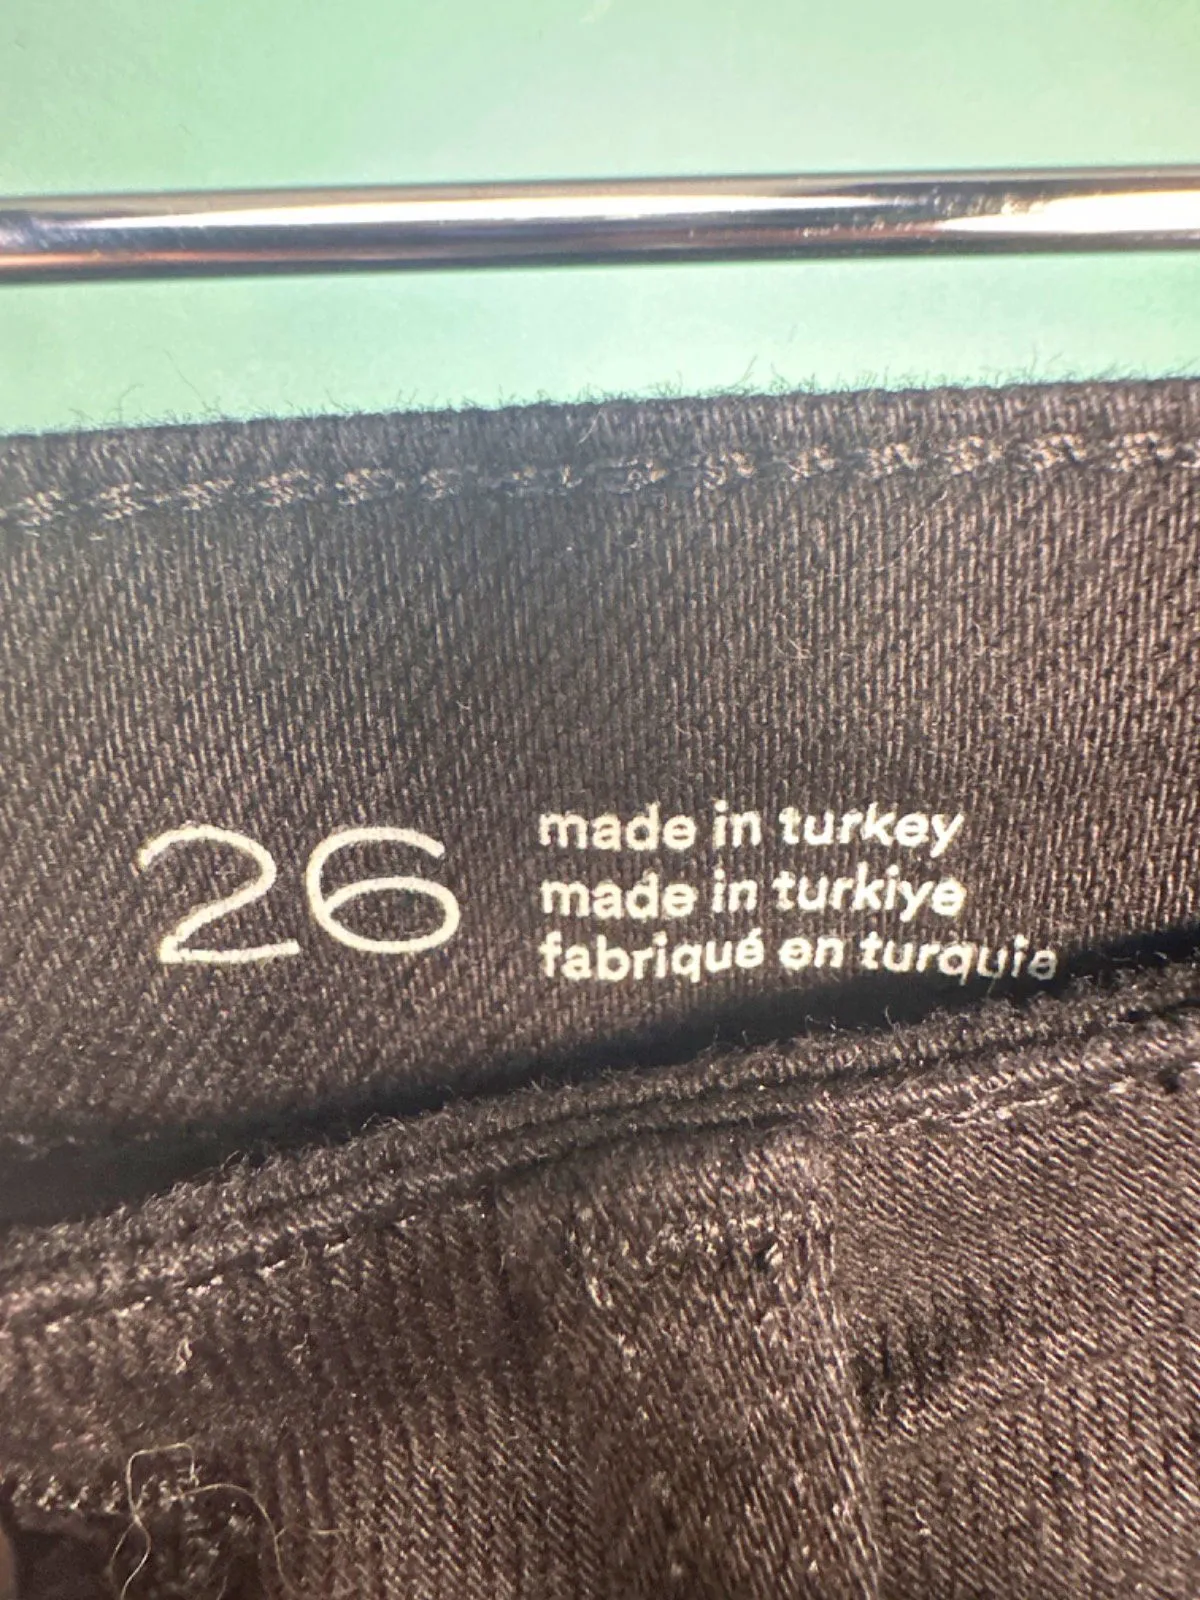 26
made in turkey
made in turkiye
fabriqué en turquie